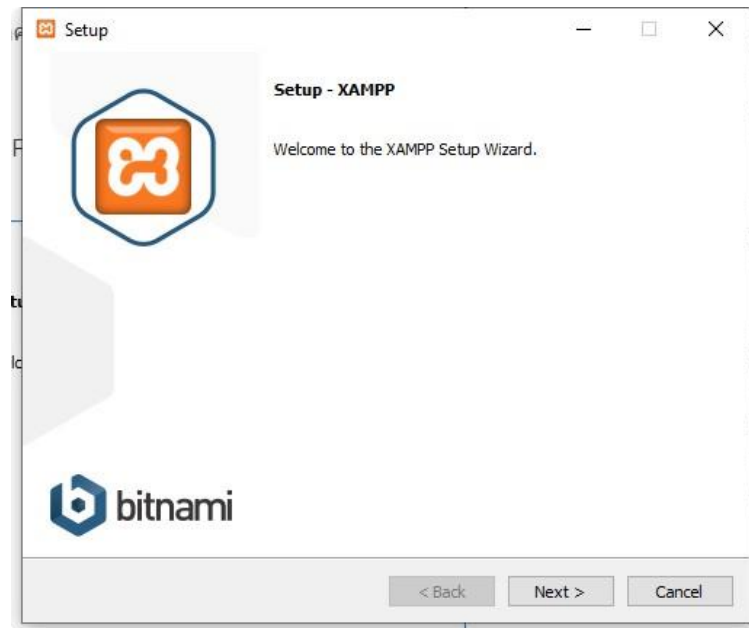 Setup
Setup - XAMPP
Welcome to the XAMPP Setup Wizard.
bitnami
< Back
Next >
Cancel